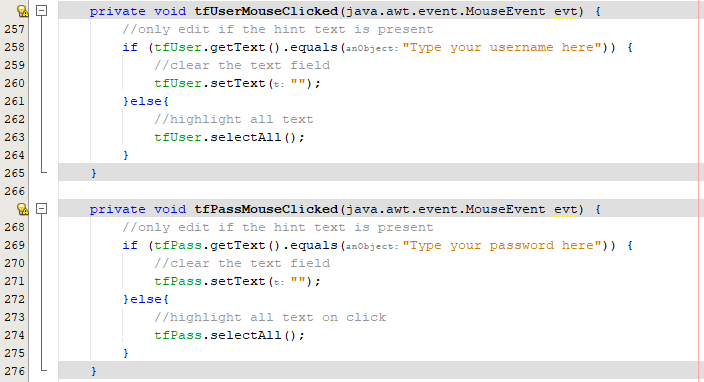 private void tfUserMouseClicked(java.awt.event.MouseEvent evt) {
257 //only edit if the hint text is present
258 if (tfUser.getText().equals(anObject: "Type your username here")) {
259 //clear the text field
260 tfUser.setText(t: "");
261 }else{
262 //highlight all text
263 tfUser.selectAll();
264 }
265 }
266
private void tfPassMouseClicked(java.awt.event.MouseEvent evt) {
268 //only edit if the hint text is present
269 if (tfPass.getText().equals(anObject: "Type your password here")) {
270 //clear the text field
271 tfPass.setText(t: "");
272 }else{
273 //highlight all text on click
274 tfPass.selectAll();
275 }
276 }